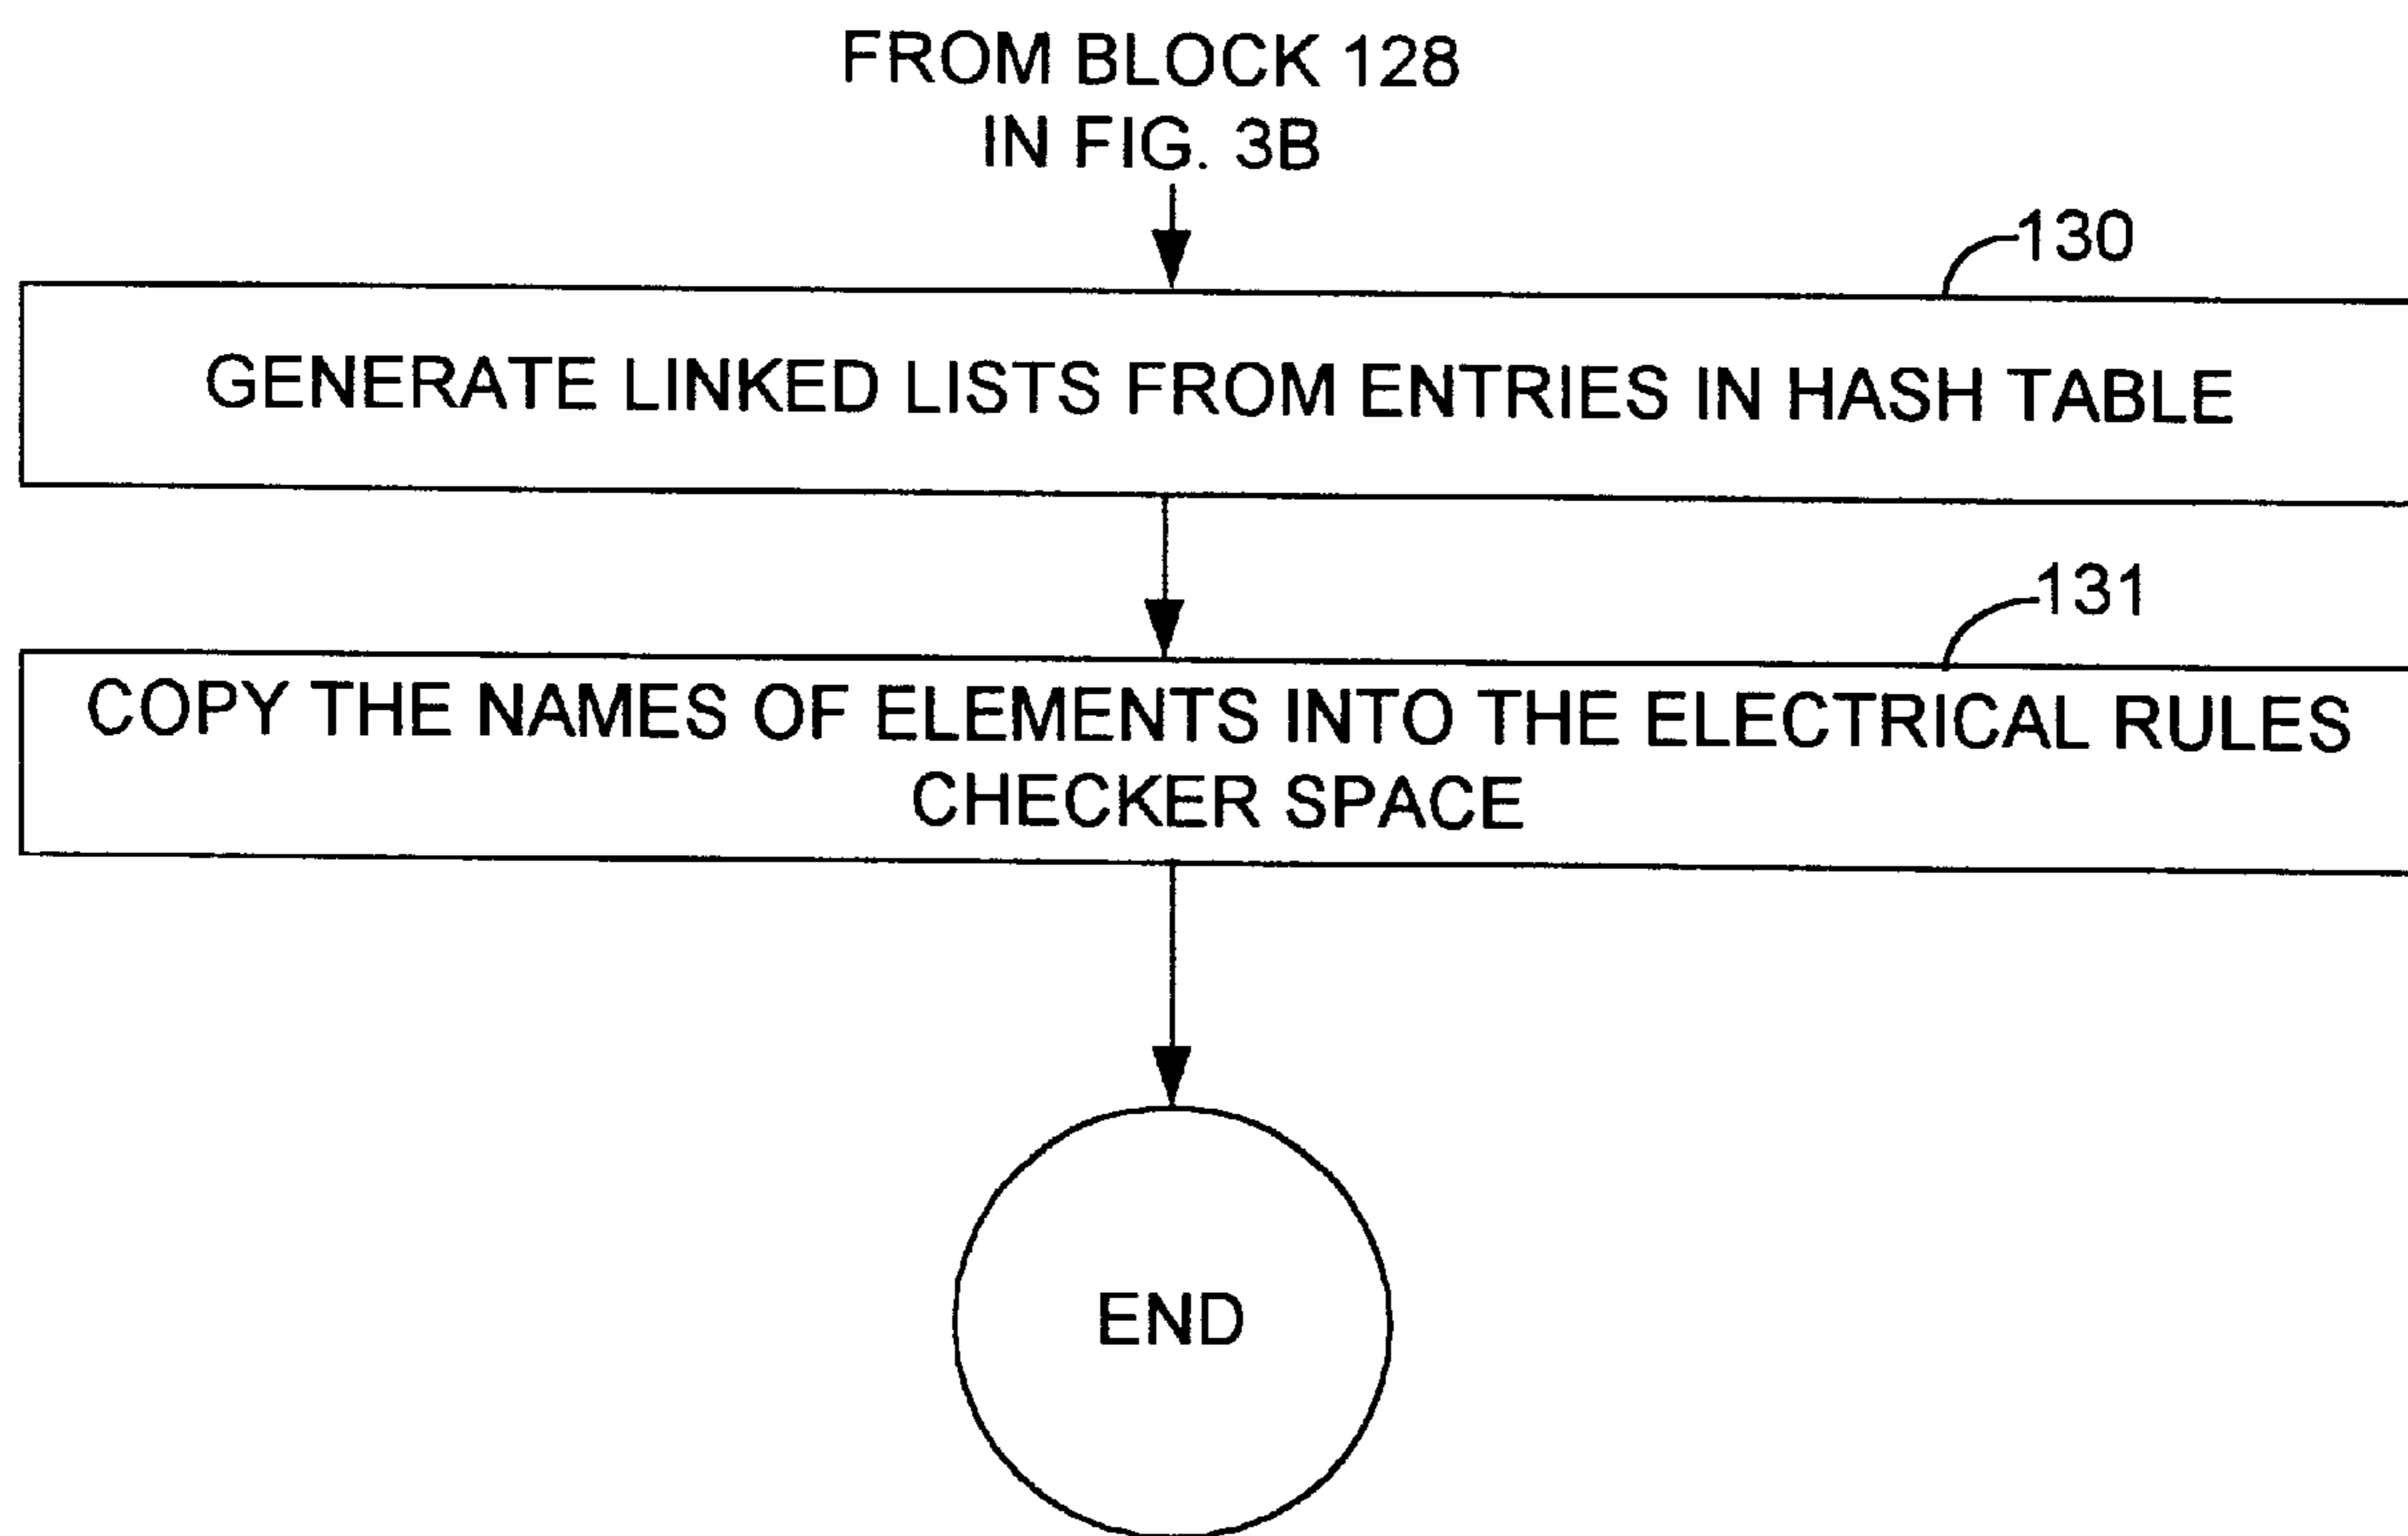 FROM BLOCK 128
IN FIG. 3B
130
GENERATE LINKED LISTS FROM ENTRIES IN HASH TABLE
131
COPY THE NAMES OF ELEMENTS INTO THE ELECTRICAL RULES
CHECKER SPACE
END